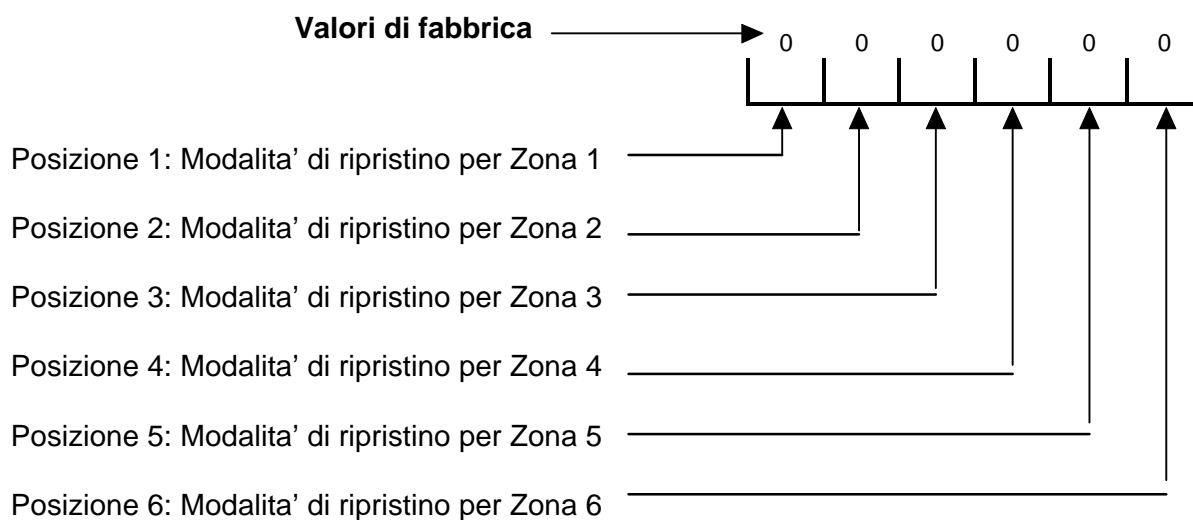 Valori di fabbrica 0 0 0 0 0 0
Posizione 1: Modalita’ di ripristino per Zona 1
Posizione 2: Modalita’ di ripristino per Zona 2
Posizione 3: Modalita’ di ripristino per Zona 3
Posizione 4: Modalita’ di ripristino per Zona 4
Posizione 5: Modalita’ di ripristino per Zona 5
Posizione 6: Modalita’ di ripristino per Zona 6